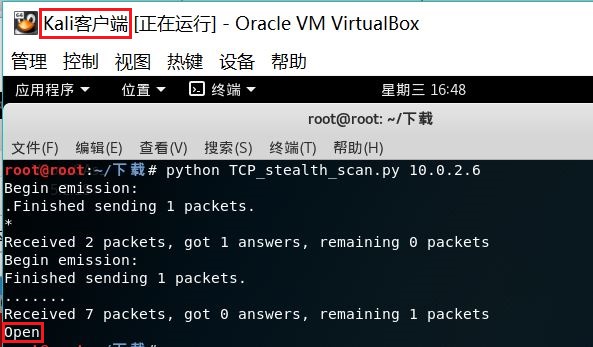 Kali客户端 [正在运行] - Oracle VM VirtualBox
管理 控制 视图 热键 设备 帮助
应用程序 位置 终端 星期三 16:48
root@root: ~/下载
文件(F) 编辑(E) 查看(V) 搜索(S) 终端(T) 帮助(H)
root@root:~/下载# python TCP_stealth_scan.py 10.0.2.6
Begin emission:
.Finished sending 1 packets.
*
Received 2 packets, got 1 answers, remaining 0 packets
Begin emission:
Finished sending 1 packets.
.......
Received 7 packets, got 0 answers, remaining 1 packets
Open